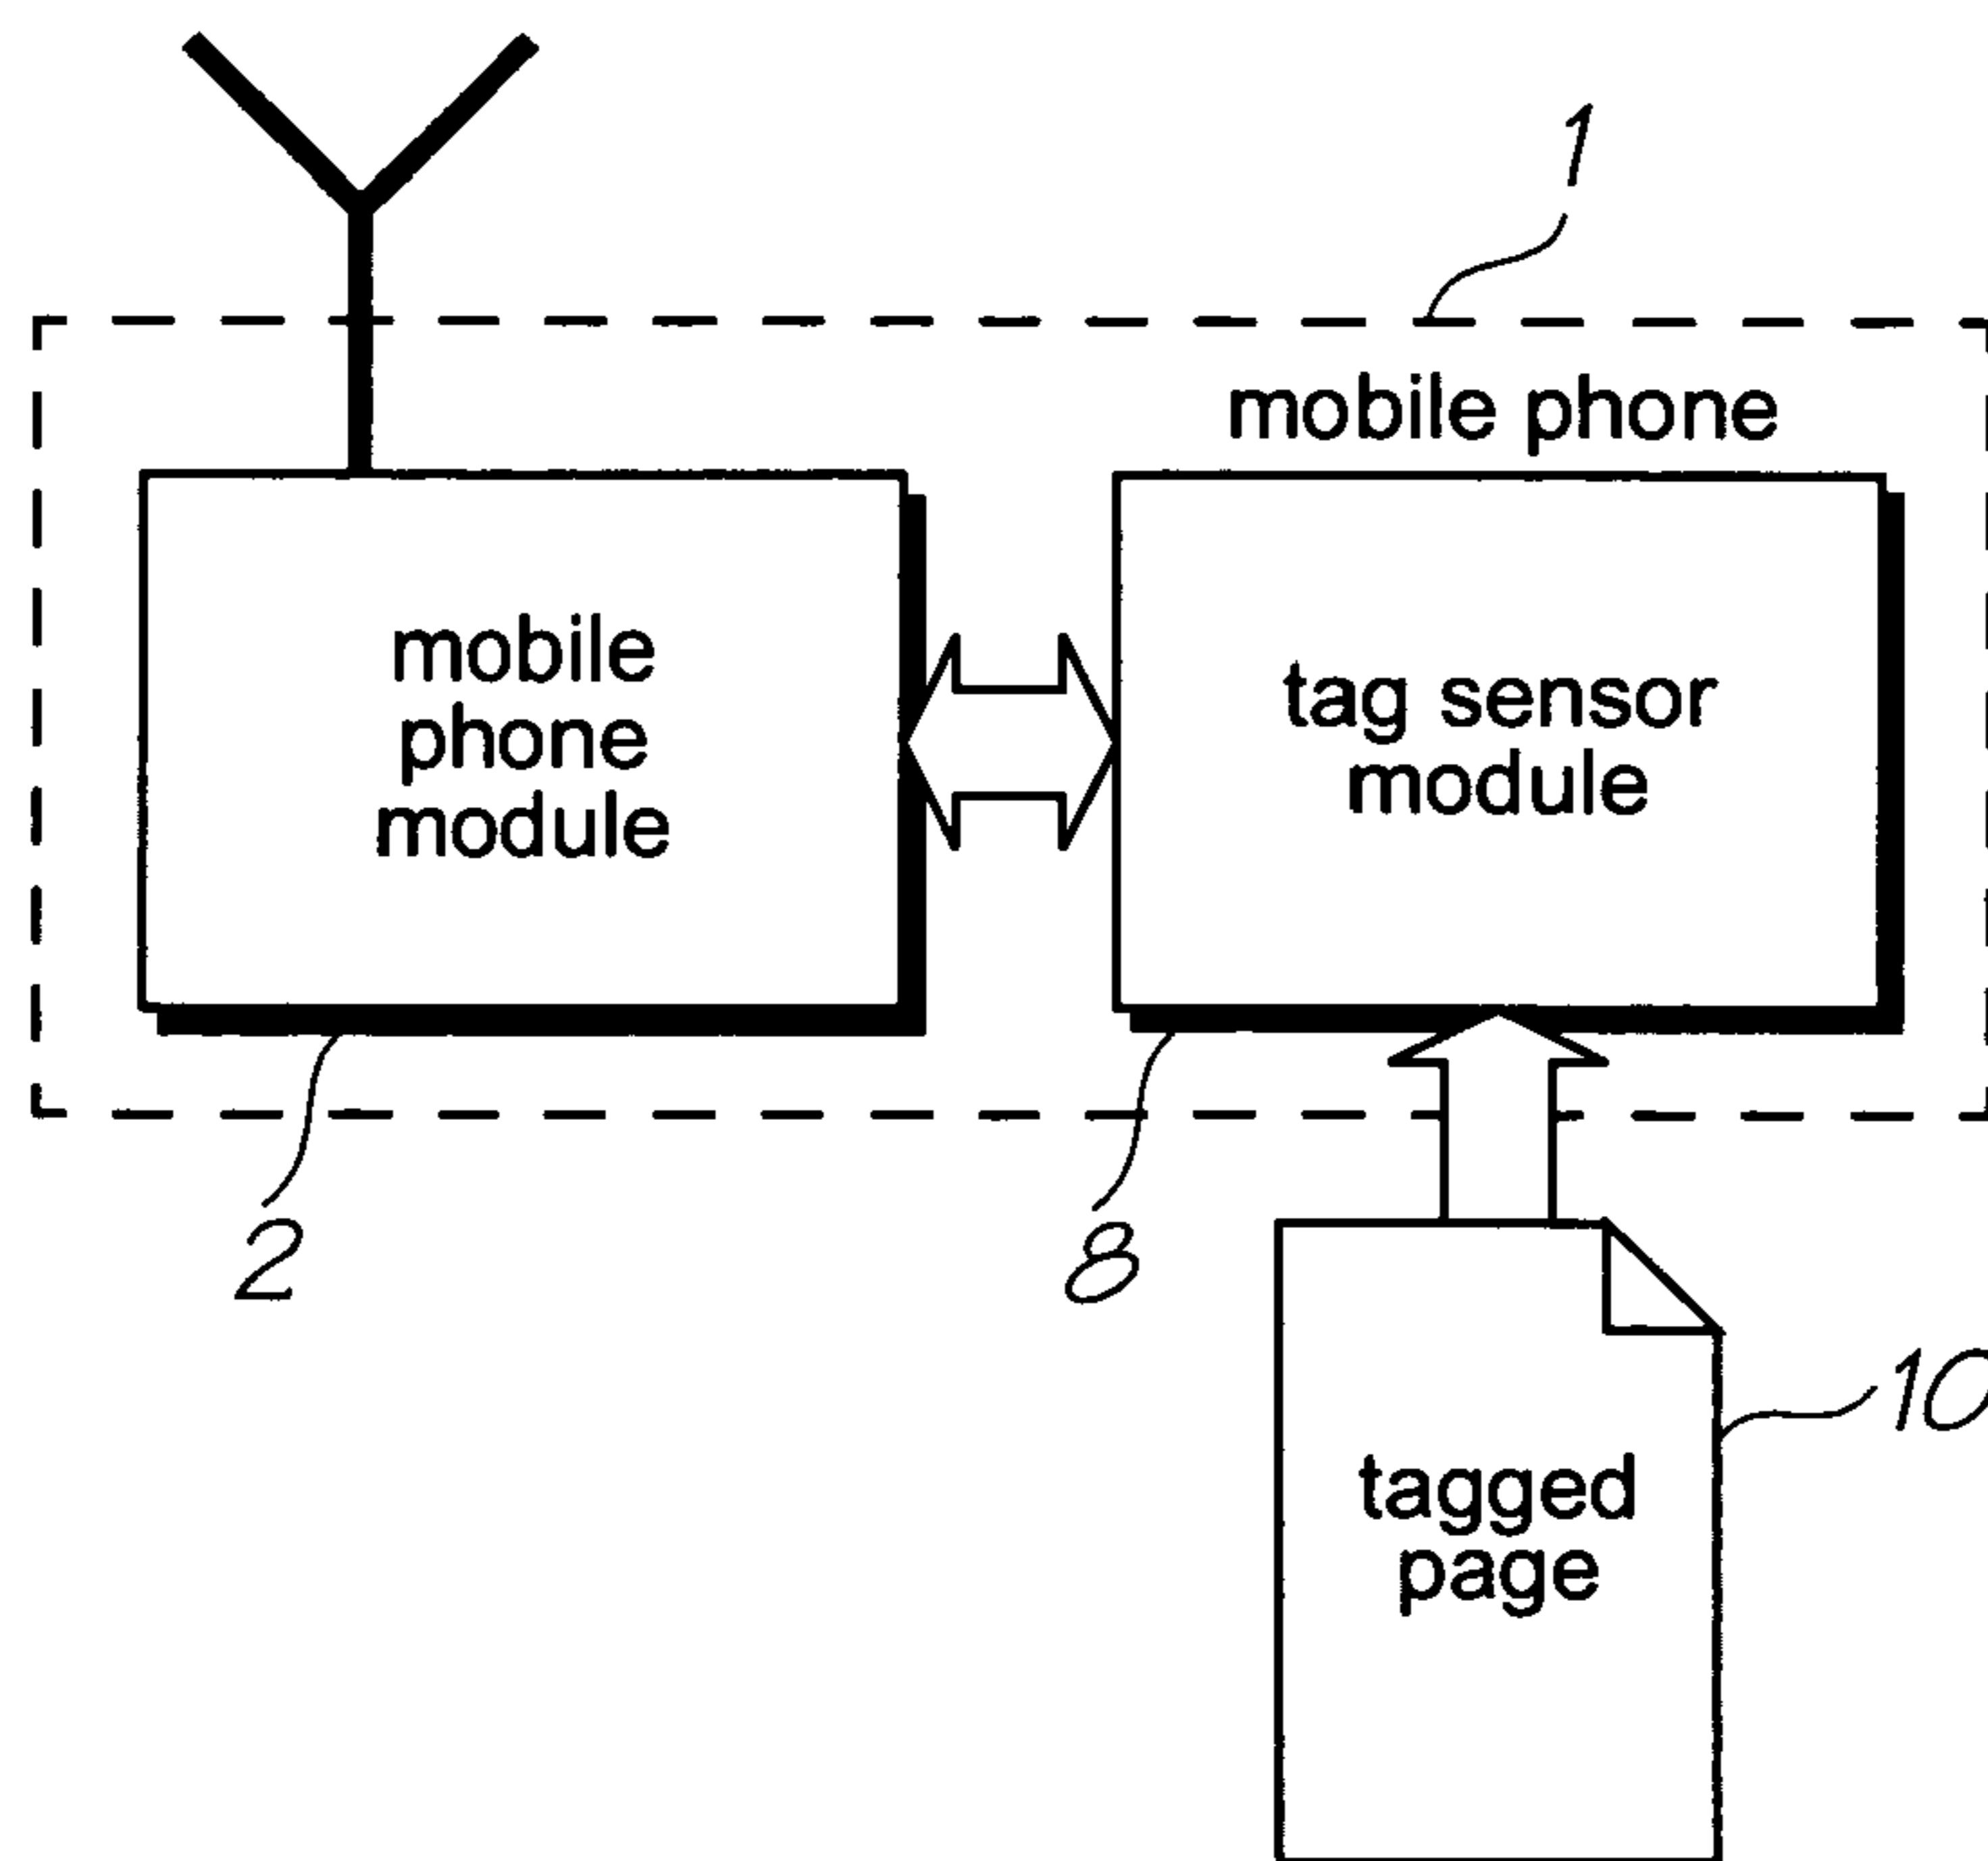 1
mobile phone
mobile
phone
module
tag sensor
module
2
8
10
tagged
page